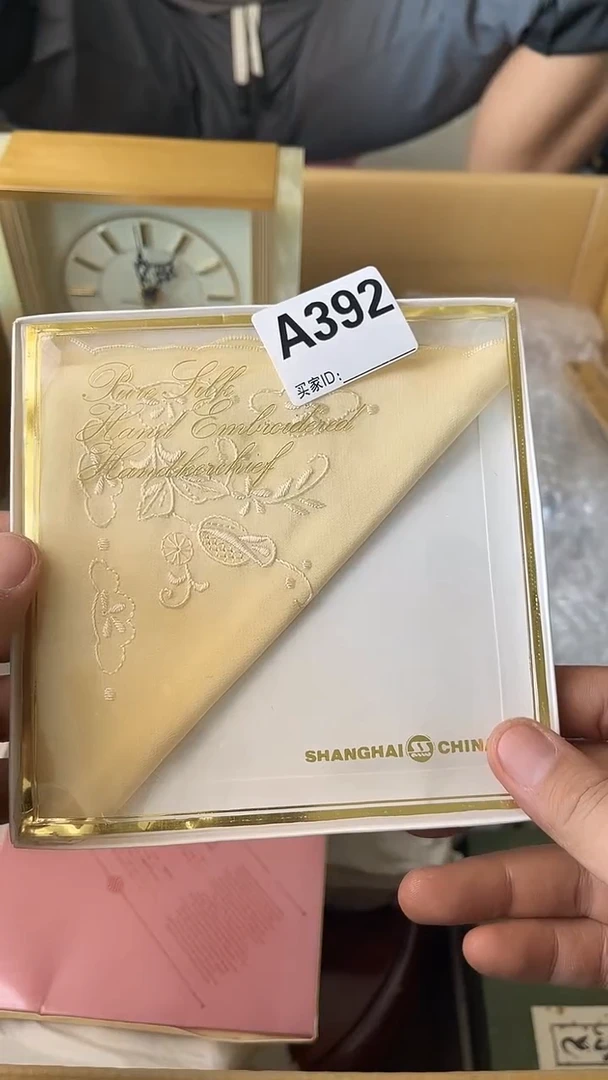 A392
买家ID:
Pure Silk
Hand Embroidered
Handkerchief
SHANGHAI CHINA